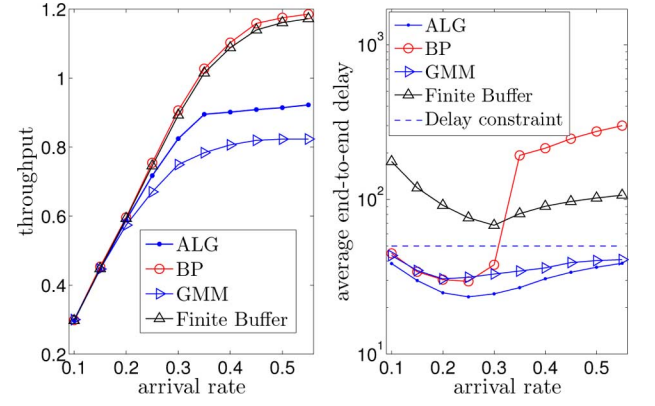 throughput
1.2
1
0.8
0.6
0.4
0.2
0.1 0.2 0.3 0.4 0.5
arrival rate
ALG
BP
GMM
Finite Buffer
average end-to-end delay
10³
10²
10¹
0.1 0.2 0.3 0.4 0.5
arrival rate
ALG
BP
GMM
Finite Buffer
Delay constraint